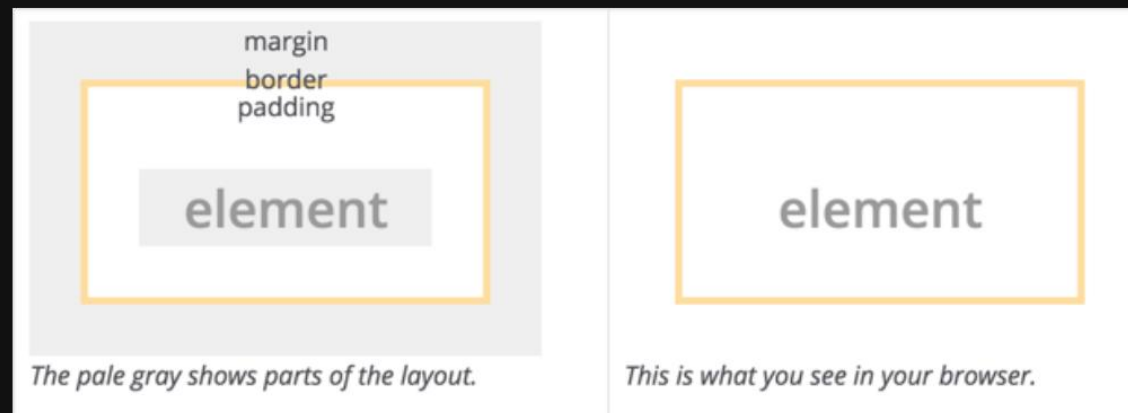 margin
border
padding
element
The pale gray shows parts of the layout.
element
This is what you see in your browser.